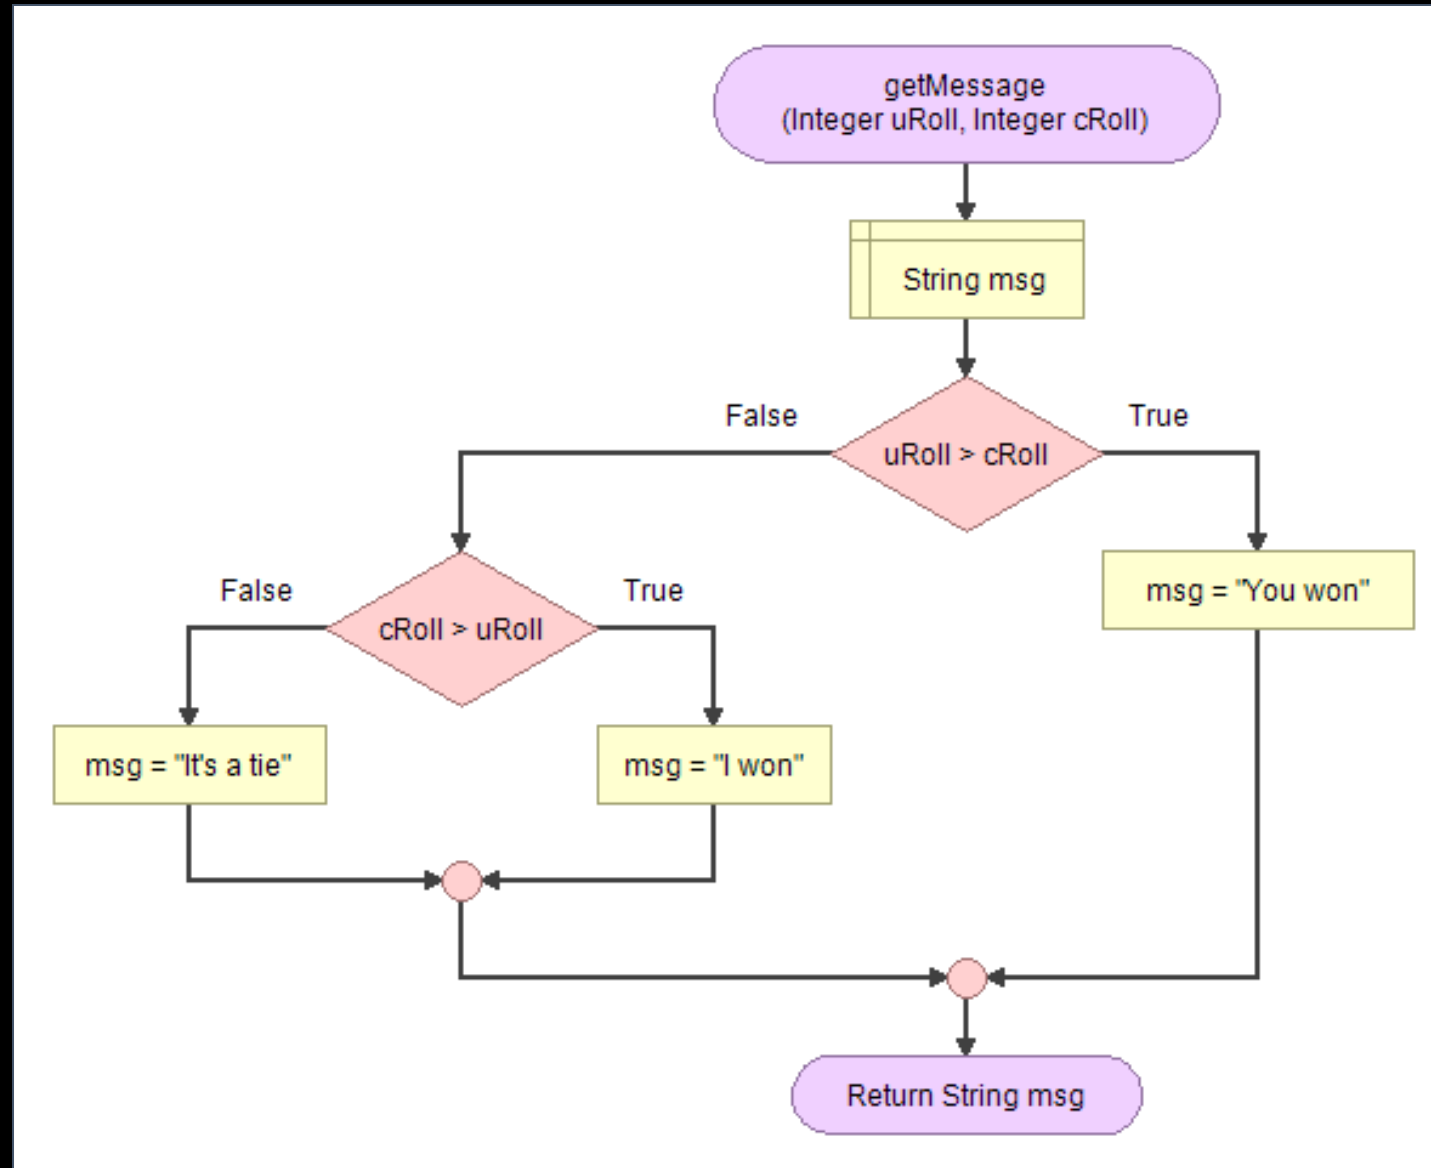 getMessage
(Integer uRoll, Integer cRoll)
String msg
False
True
uRoll > cRoll
False
True
msg = "You won"
cRoll > uRoll
msg = "It's a tie"
msg = "I won"
Return String msg